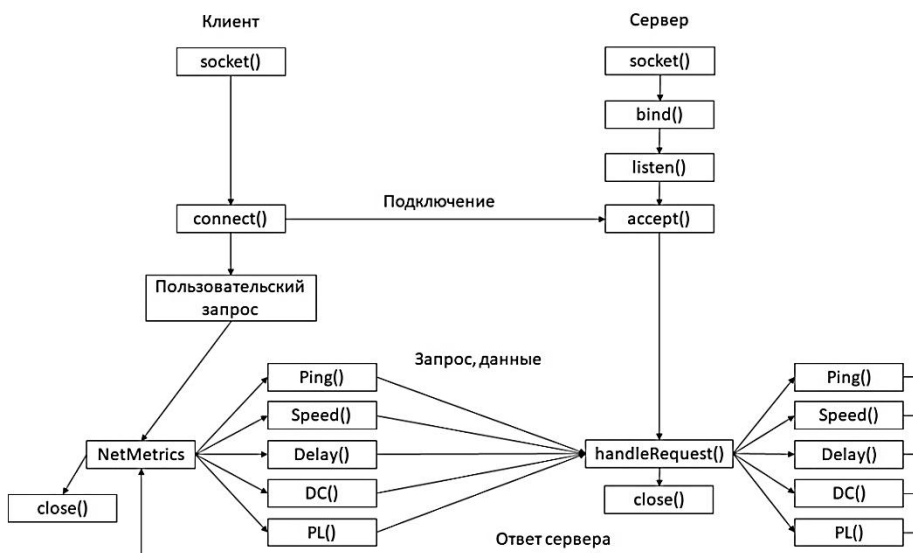 Клиент
Сервер
socket()
socket()
bind()
listen()
Подключение
connect()
accept()
Пользовательский
запрос
Запрос, данные
Ping()
Ping()
Speed()
Speed()
NetMetrics
Delay()
handleRequest()
Delay()
close()
DC()
close()
DC()
PL()
Ответ сервера
PL()